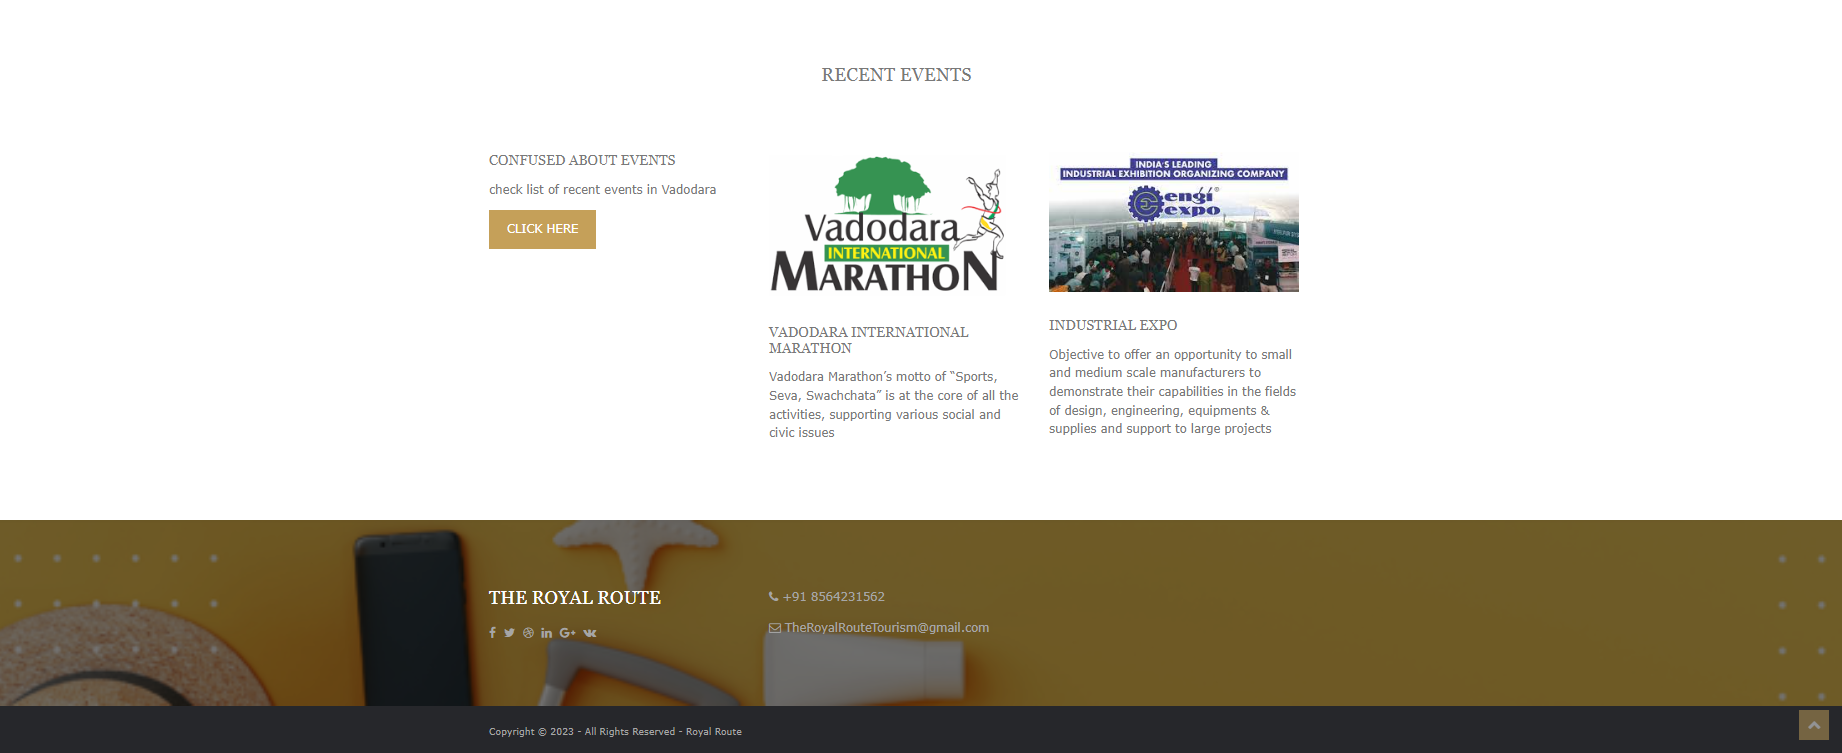 RECENT EVENTS
CONFUSED ABOUT EVENTS
check list of recent events in Vadodara
CLICK HERE
Vadodara
INTERNATIONAL
MARATHON
VADODARA INTERNATIONAL
MARATHON
Vadodara Marathon’s motto of “Sports,
Seva, Swachchata” is at the core of all the
activities, supporting various social and
civic issues
INDIA'S LEADING
INDUSTRIAL EXHIBITION ORGANIZING COMPANY
engi
expo
INDUSTRIAL EXPO
Objective to offer an opportunity to small
and medium scale manufacturers to
demonstrate their capabilities in the fields
of design, engineering, equipments &
supplies and support to large projects
THE ROYAL ROUTE
+91 8564231562
TheRoyalRouteTourism@gmail.com
Copyright © 2023 - All Rights Reserved - Royal Route